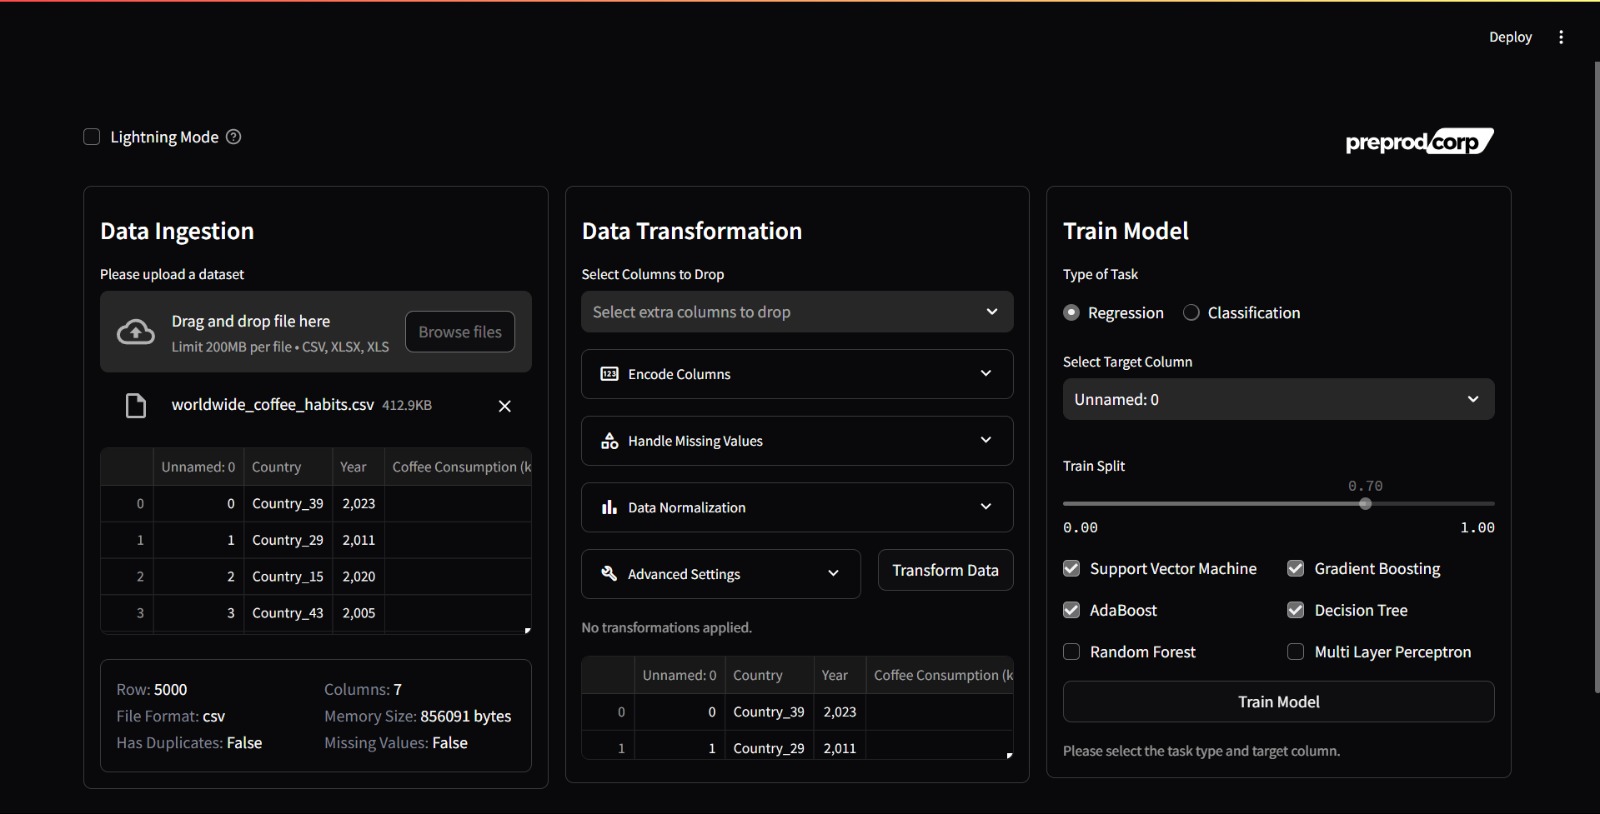 Deploy
Lightning Mode
preprodcorp
Data Ingestion
Please upload a dataset
Drag and drop file here
Limit 200MB per file • CSV, XLSX, XLS
Browse files
worldwide_coffee_habits.csv 412.9KB
Unnamed: 0 Country Year Coffee Consumption (k
0 0 Country_39 2,023
1 1 Country_29 2,011
2 2 Country_15 2,020
3 3 Country_43 2,005
Row: 5000 Columns: 7
File Format: csv Memory Size: 856091 bytes
Has Duplicates: False Missing Values: False
Data Transformation
Select Columns to Drop
Select extra columns to drop
Encode Columns
Handle Missing Values
Data Normalization
Advanced Settings
Transform Data
No transformations applied.
Unnamed: 0 Country Year Coffee Consumption (k
0 0 Country_39 2,023
1 1 Country_29 2,011
Train Model
Type of Task
Regression Classification
Select Target Column
Unnamed: 0
Train Split
0.70
0.00 1.00
Support Vector Machine Gradient Boosting
AdaBoost Decision Tree
Random Forest Multi Layer Perceptron
Train Model
Please select the task type and target column.